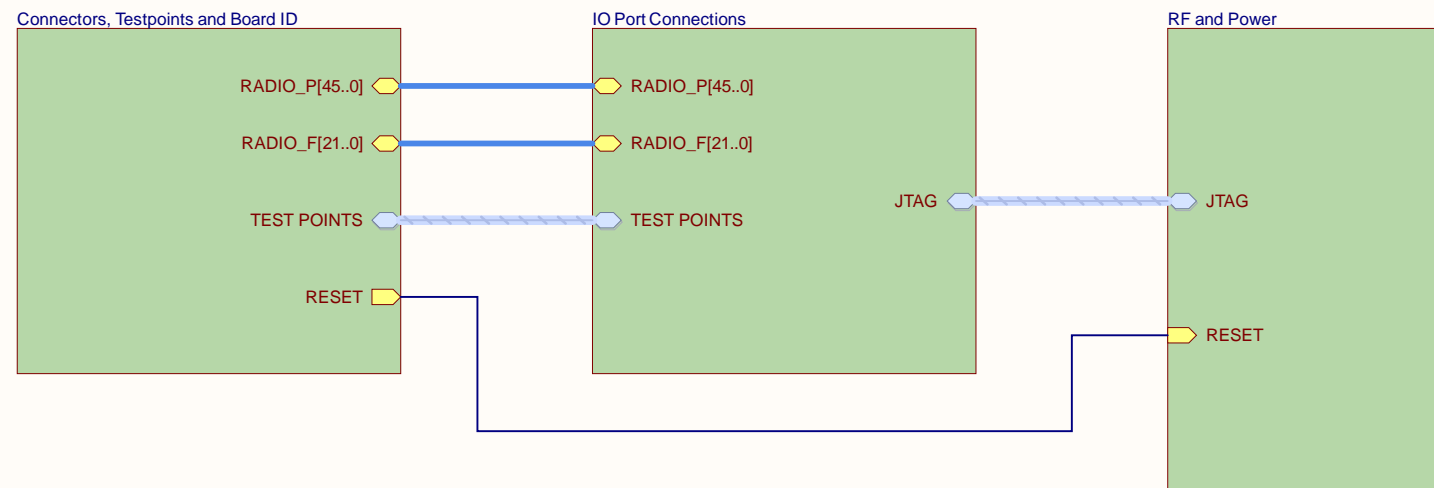 Connectors, Testpoints and Board ID
RADIO_P[45..0]
RADIO_F[21..0]
TEST POINTS
RESET
IO Port Connections
RADIO_P[45..0]
RADIO_F[21..0]
TEST POINTS
JTAG
RF and Power
JTAG
RESET